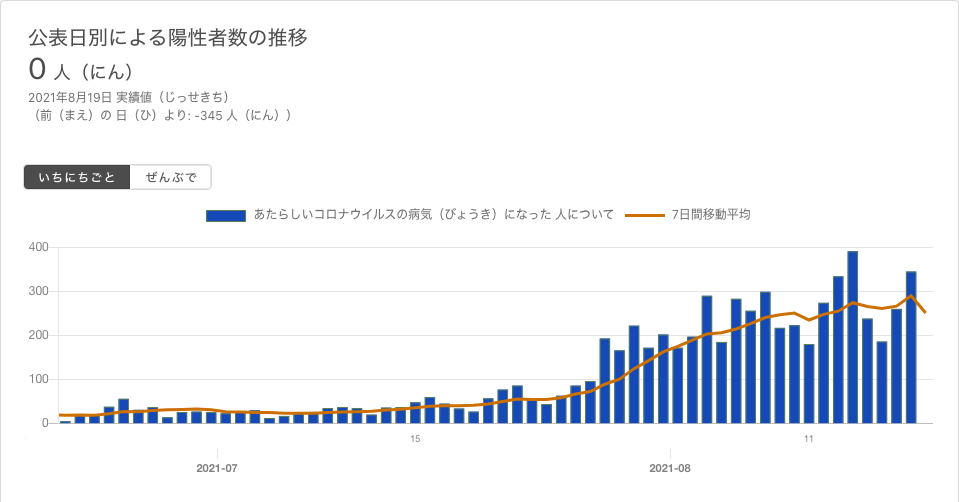 公表日別による陽性者数の推移
0 人（にん）
2021年8月19日 実績値（じっせきち）
（前（まえ）の 日（ひ）より: -345 人（にん））
いちにちごと ぜんぶで
あたらしいコロナウイルスの病気（びょうき）になった 人について 7日間移動平均
400
300
200
100
0
15 11
2021-07 2021-08